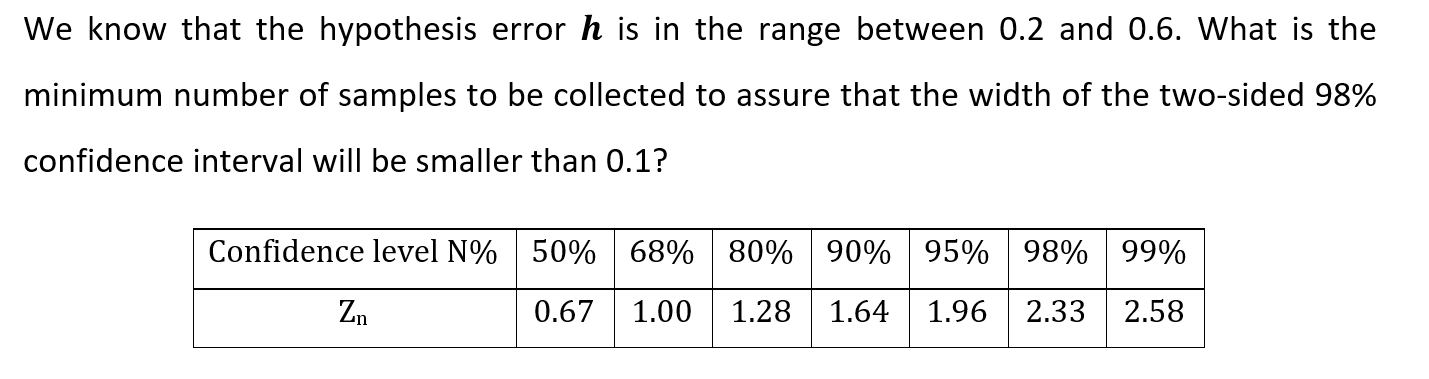 We know that the hypothesis error h is in the range between 0.2 and 0.6. What is the
minimum number of samples to be collected to assure that the width of the two-sided 98%
confidence interval will be smaller than 0.1?
Confidence level N% 50% 68% 80% 90% 95% 98% 99%
Zn 0.67 1.00 1.28 1.64 1.96 2.33 2.58